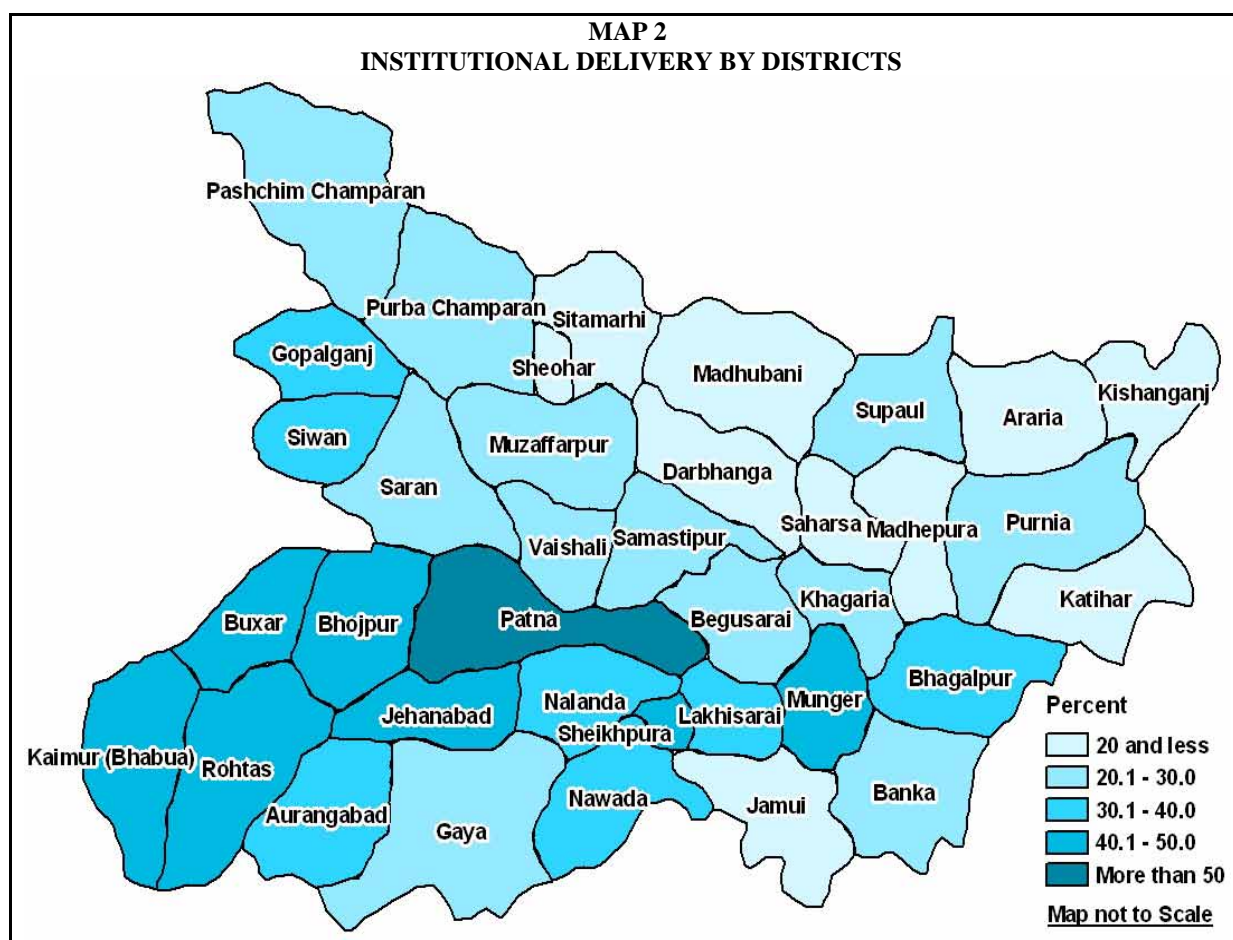 MAP 2
INSTITUTIONAL DELIVERY BY DISTRICTS
Pashchim Champaran
Purba Champaran
Sitamarhi
Gopalganj
Sheohar
Madhubani
Kishanganj
Supaul
Araria
Siwan
Muzaffarpur
Darbhanga
Saran
Saharsa
Madhepura
Purnia
Vaishali
Samastipur
Khagaria
Katihar
Buxar
Bhojpur
Patna
Begusarai
Bhagalpur
Nalanda
Munger
Jehanabad
Lakhisarai
Sheikhpura
Kaimur (Bhabua)
Rohtas
Nawada
Jamui
Banka
Aurangabad
Gaya
Percent
20 and less
20.1 - 30.0
30.1 - 40.0
40.1 - 50.0
More than 50
Map not to Scale